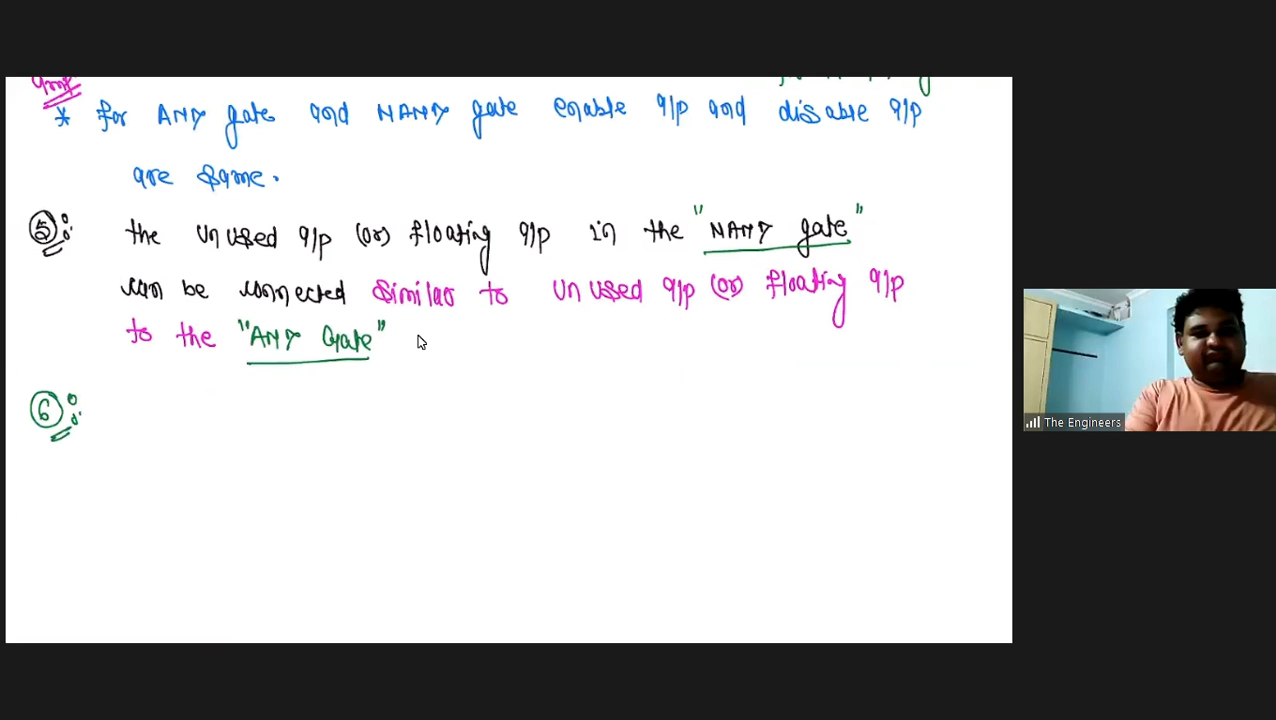 Imp
* for AND gate and NAND gate enable i/p and disable i/p
are same.
5: the unused i/p (or) floating i/p in the "NAND gate"
can be connected similar to unused i/p (or) floating i/p
to the "AND Gate"
6:
The Engineers